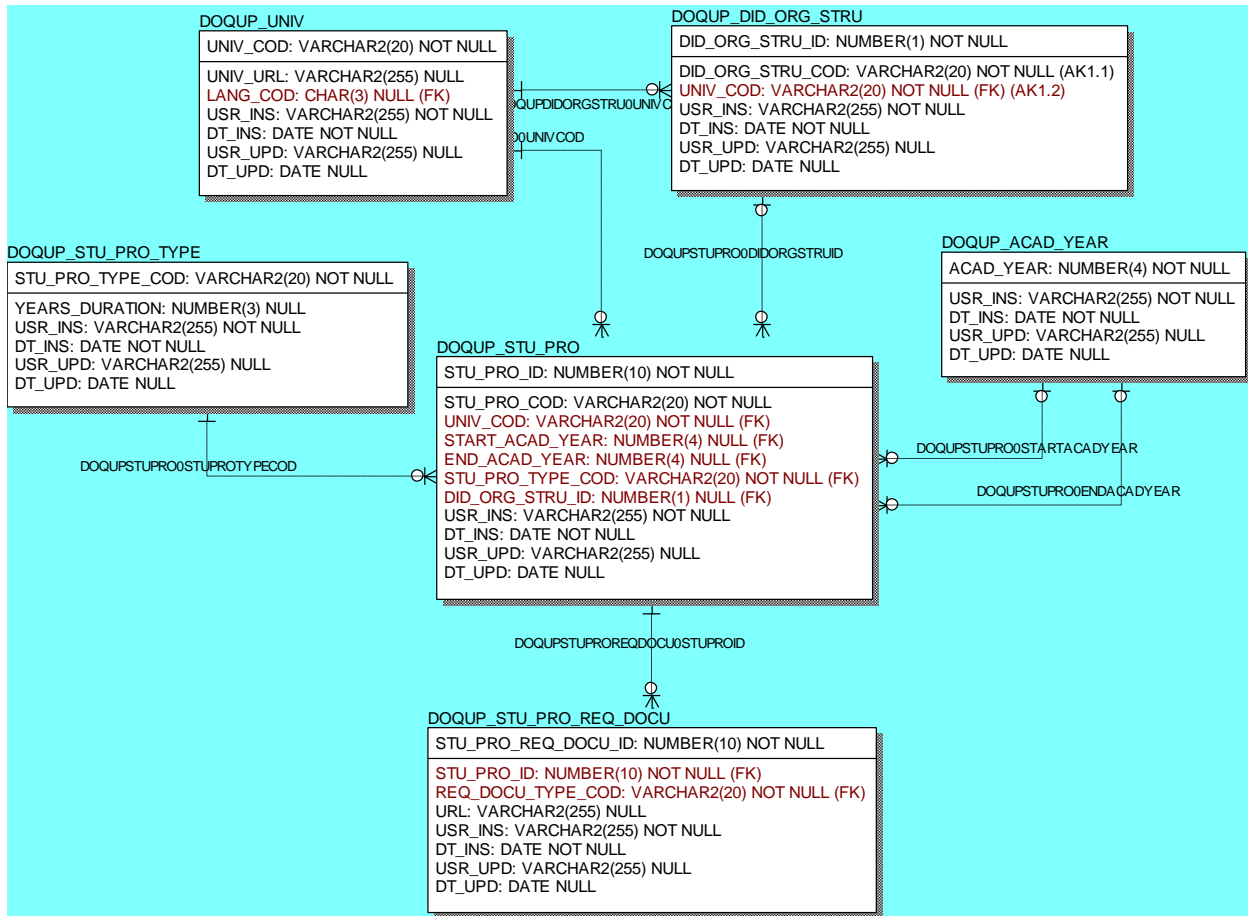 DOQUP_UNIV
UNIV_COD: VARCHAR2(20) NOT NULL
UNIV_URL: VARCHAR2(255) NULL
LANG_COD: CHAR(3) NULL (FK)
USR_INS: VARCHAR2(255) NOT NULL
DT_INS: DATE NOT NULL
USR_UPD: VARCHAR2(255) NULL
DT_UPD: DATE NULL
DOQUP_DID_ORG_STRU
DID_ORG_STRU_ID: NUMBER(1) NOT NULL
DID_ORG_STRU_COD: VARCHAR2(20) NOT NULL (AK1.1)
UNIV_COD: VARCHAR2(20) NOT NULL (FK) (AK1.2)
USR_INS: VARCHAR2(255) NOT NULL
DT_INS: DATE NOT NULL
USR_UPD: VARCHAR2(255) NULL
DT_UPD: DATE NULL
OQUPDIDORGSTRU0UNIVC
0UNIVCOD
DOQUPSTUPRO0DIDORGSTRUID
DOQUP_STU_PRO_TYPE
STU_PRO_TYPE_COD: VARCHAR2(20) NOT NULL
YEARS_DURATION: NUMBER(3) NULL
USR_INS: VARCHAR2(255) NOT NULL
DT_INS: DATE NOT NULL
USR_UPD: VARCHAR2(255) NULL
DT_UPD: DATE NULL
DOQUP_ACAD_YEAR
ACAD_YEAR: NUMBER(4) NOT NULL
USR_INS: VARCHAR2(255) NOT NULL
DT_INS: DATE NOT NULL
USR_UPD: VARCHAR2(255) NULL
DT_UPD: DATE NULL
DOQUP_STU_PRO
STU_PRO_ID: NUMBER(10) NOT NULL
STU_PRO_COD: VARCHAR2(20) NOT NULL
UNIV_COD: VARCHAR2(20) NOT NULL (FK)
START_ACAD_YEAR: NUMBER(4) NULL (FK)
END_ACAD_YEAR: NUMBER(4) NULL (FK)
STU_PRO_TYPE_COD: VARCHAR2(20) NOT NULL (FK)
DID_ORG_STRU_ID: NUMBER(1) NULL (FK)
USR_INS: VARCHAR2(255) NOT NULL
DT_INS: DATE NOT NULL
USR_UPD: VARCHAR2(255) NULL
DT_UPD: DATE NULL
DOQUPSTUPRO0STUPROTYPECOD
DOQUPSTUPRO0STARTACADYEAR
DOQUPSTUPRO0ENDACADYEAR
DOQUPSTUPROREQDOCU0STUPROID
DOQUP_STU_PRO_REQ_DOCU
STU_PRO_REQ_DOCU_ID: NUMBER(10) NOT NULL
STU_PRO_ID: NUMBER(10) NOT NULL (FK)
REQ_DOCU_TYPE_COD: VARCHAR2(20) NOT NULL (FK)
URL: VARCHAR2(255) NULL
USR_INS: VARCHAR2(255) NOT NULL
DT_INS: DATE NOT NULL
USR_UPD: VARCHAR2(255) NULL
DT_UPD: DATE NULL